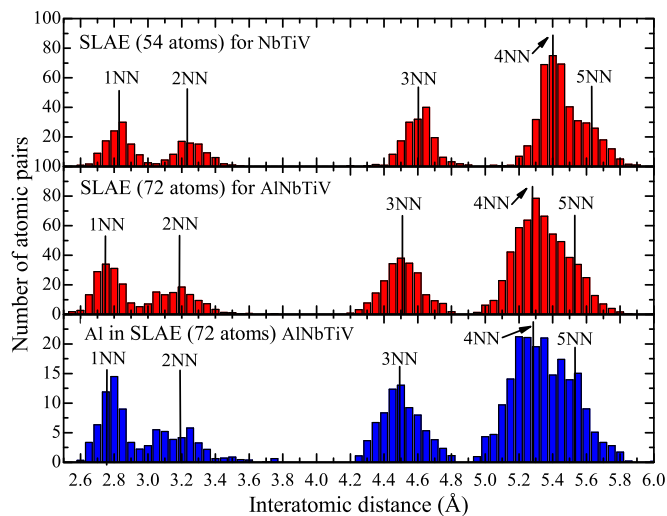 100
SLAE (54 atoms) for NbTiV
4NN
80
1NN
2NN
3NN
5NN
60
40
20
100
SLAE (72 atoms) for AlNbTiV
80
1NN
2NN
3NN
4NN
5NN
60
40
20
0
Al in SLAE (72 atoms) AlNbTiV
20
1NN
2NN
3NN
4NN
5NN
15
10
5
0
2.6 2.8 3.0 3.2 3.4 3.6 3.8 4.0 4.2 4.4 4.6 4.8 5.0 5.2 5.4 5.6 5.8 6.0
Interatomic distance (Å)
Number of atomic pairs